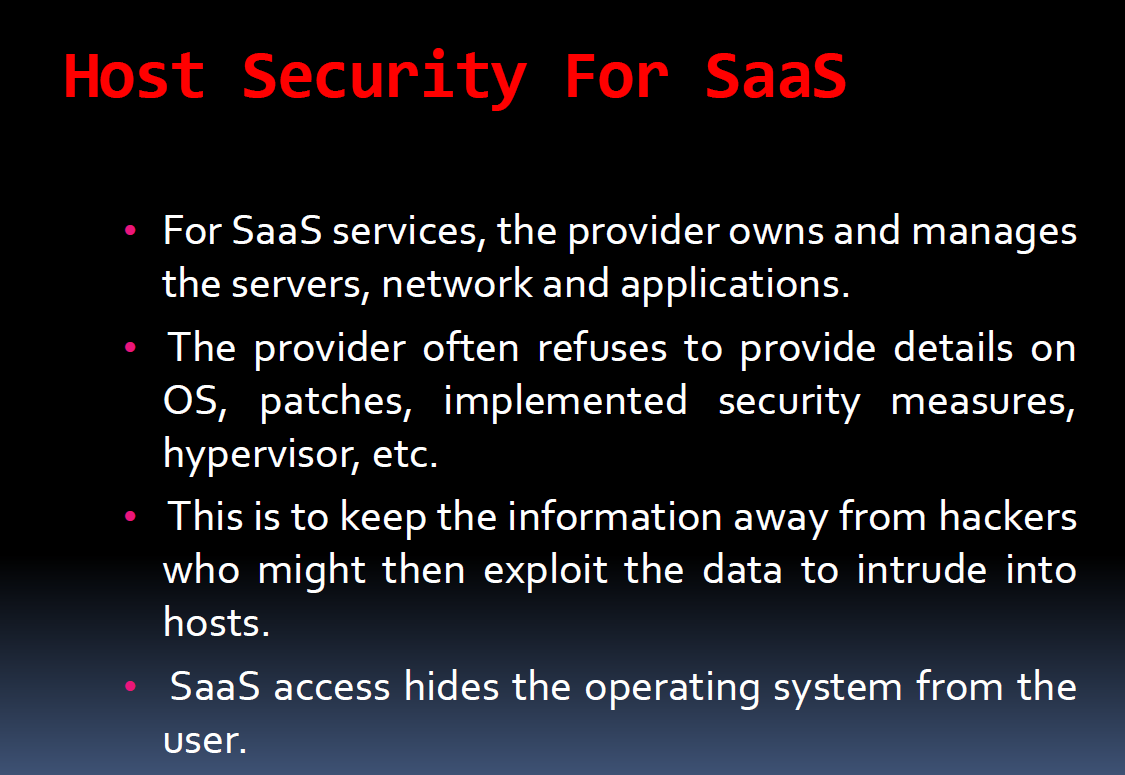 Host Security For SaaS
• For SaaS services, the provider owns and manages
the servers, network and applications.
• The provider often refuses to provide details on
OS, patches, implemented security measures,
hypervisor, etc.
• This is to keep the information away from hackers
who might then exploit the data to intrude into
hosts.
• SaaS access hides the operating system from the
user.